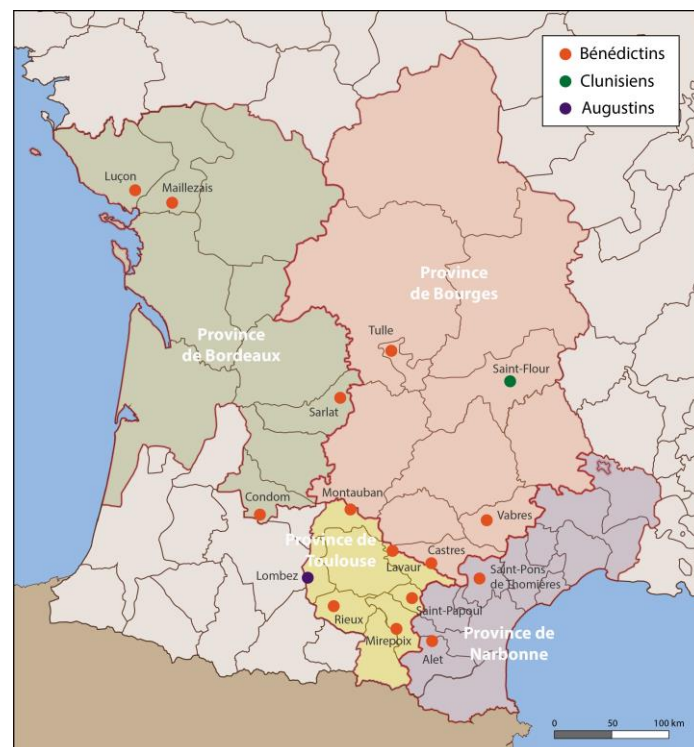 Bénédictins
Clunisiens
Augustins
Luçon
Maillezais
Province
de Bourges
Province
de Bordeaux
Tulle
Saint-Flour
Sarlat
Condom
Montauban
Vabres
Province de
Toulouse
Lavaur
Castres
Lombez
Saint-Pons
de Thomières
Saint-Papoul
Rieux
Mirepoix
Province de
Narbonne
Alet
0 50 100 km